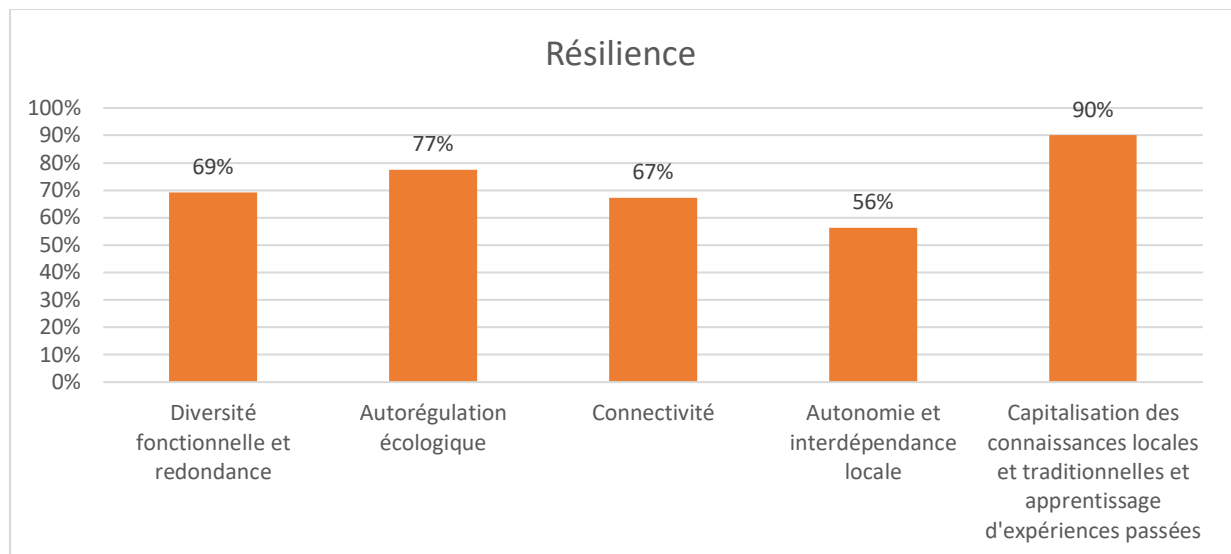 Résilience
100%
90%
80%
70%
60%
50%
40%
30%
20%
10%
0%
69%
77%
67%
56%
90%
Diversité
fonctionnelle et
redondance
Autorégulation
écologique
Connectivité
Autonomie et
interdépendance
locale
Capitalisation des
connaissances locales
et traditionnelles et
apprentissage
d'expériences passées